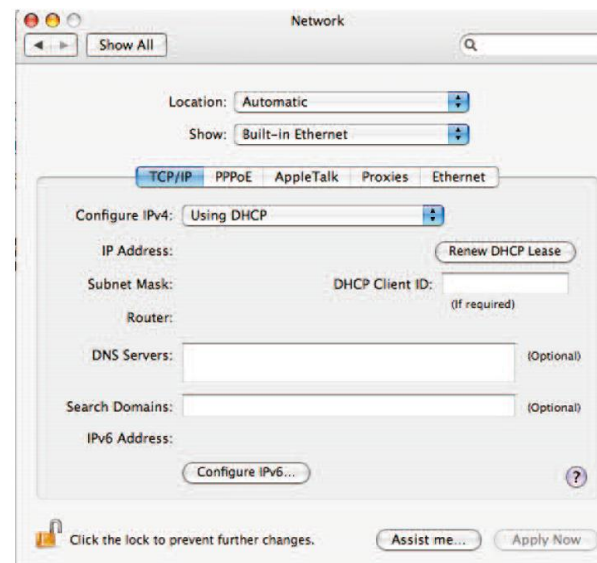 Network
Show All
Location: Automatic
Show: Built-in Ethernet
TCP/IP PPPoE AppleTalk Proxies Ethernet
Configure IPv4: Using DHCP
IP Address: Renew DHCP Lease
Subnet Mask: DHCP Client ID:
(If required)
Router:
DNS Servers: (Optional)
Search Domains: (Optional)
IPv6 Address:
Configure IPv6... ?
Click the lock to prevent further changes. Assist me... Apply Now